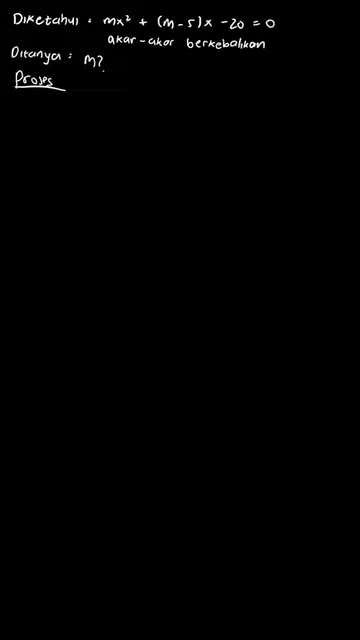 Diketahui = mx² + (m - 5)x - 20 = 0
akar-akar berkebalikan
Ditanya = m?
Proses